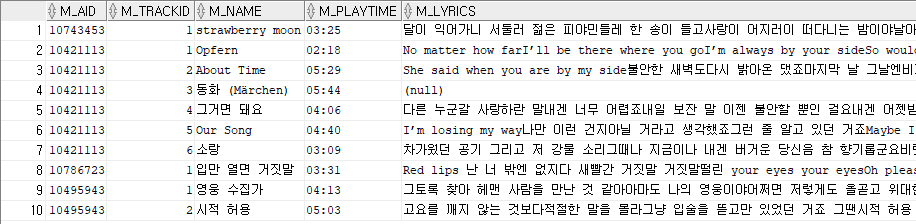 M_AID M_TRACKID M_NAME M_PLAYTIME M_LYRICS
1 10743453 1 strawberry moon 03:25 달이 익어가니 서둘러 젊은 피야민들레 한 송이 들고사랑이 어지러이 떠다니는 밤이야날아
2 10421113 1 Opfern 02:18 No matter how farI’ll be there where you goI’m always by your sideSo would
3 10421113 2 About Time 05:29 She said when you are by my side불안한 새벽도다시 밝아온 댔죠마지막 날 그날엔비
4 10421113 3 동화 (Märchen) 05:44 (null)
5 10421113 4 그거면 돼요 04:06 다른 누군갈 사랑하란 말내겐 너무 어렵죠내일 보잔 말 이젠 불안할 뿐인 걸요내게 어젯밤
6 10421113 5 Our Song 04:40 I’m losing my way나만 이런 건지아닐 거라고 생각했죠그런 줄 알고 있던 거죠Maybe I
7 10421113 6 소랑 03:09 차가웠던 공기 그리고 저 강물 소리그때나 지금이나 내겐 버거운 당신음 참 향기롭군요비틀
8 10786723 1 입만 열면 거짓말 03:31 Red lips 난 너 밖엔 없지다 새빨간 거짓말 거짓말떨린 your eyes your eyesOh pleas
9 10495943 1 영웅 수집가 04:13 그토록 찾아 헤맨 사람을 만난 것 같아아마도 나의 영웅이야어쩌면 저렇게도 올곧고 위대한
10 10495943 2 시적 허용 05:03 고요를 깨지 않는 것보다적절한 말을 몰라그냥 입술을 뜯고만 있었던 거죠 그땐시적 허용